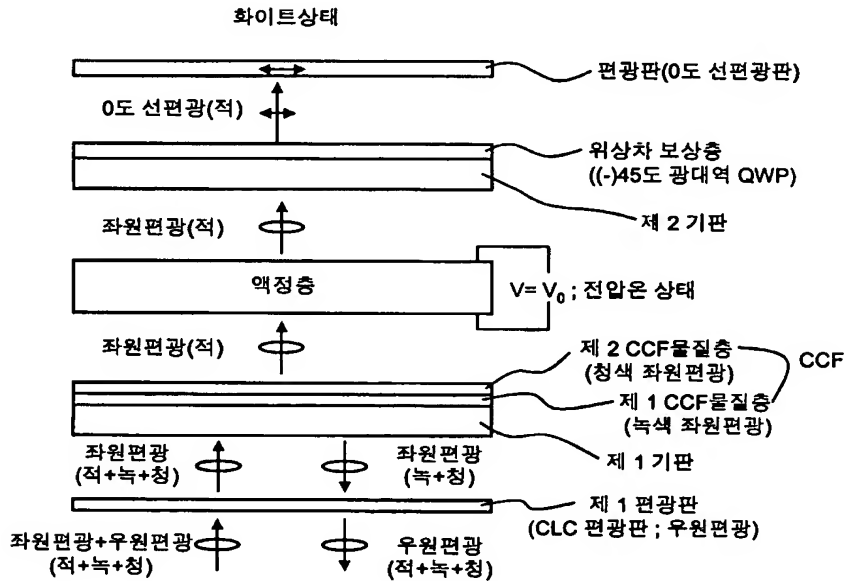 화이트상태
편광판(0도 선편광판)
0도 선편광(적)
위상차 보상층
((-)45도 광대역 QWP)
제 2 기판
좌원편광(적)
액정층
V= V₀ ; 전압온 상태
좌원편광(적)
제 2 CCF물질층
(청색 좌원편광)
CCF
제 1 CCF물질층
(녹색 좌원편광)
제 1 기판
좌원편광
(적+녹+청)
좌원편광
(녹+청)
제 1 편광판
(CLC 편광판 ; 우원편광)
좌원편광+우원편광
(적+녹+청)
우원편광
(적+녹+청)